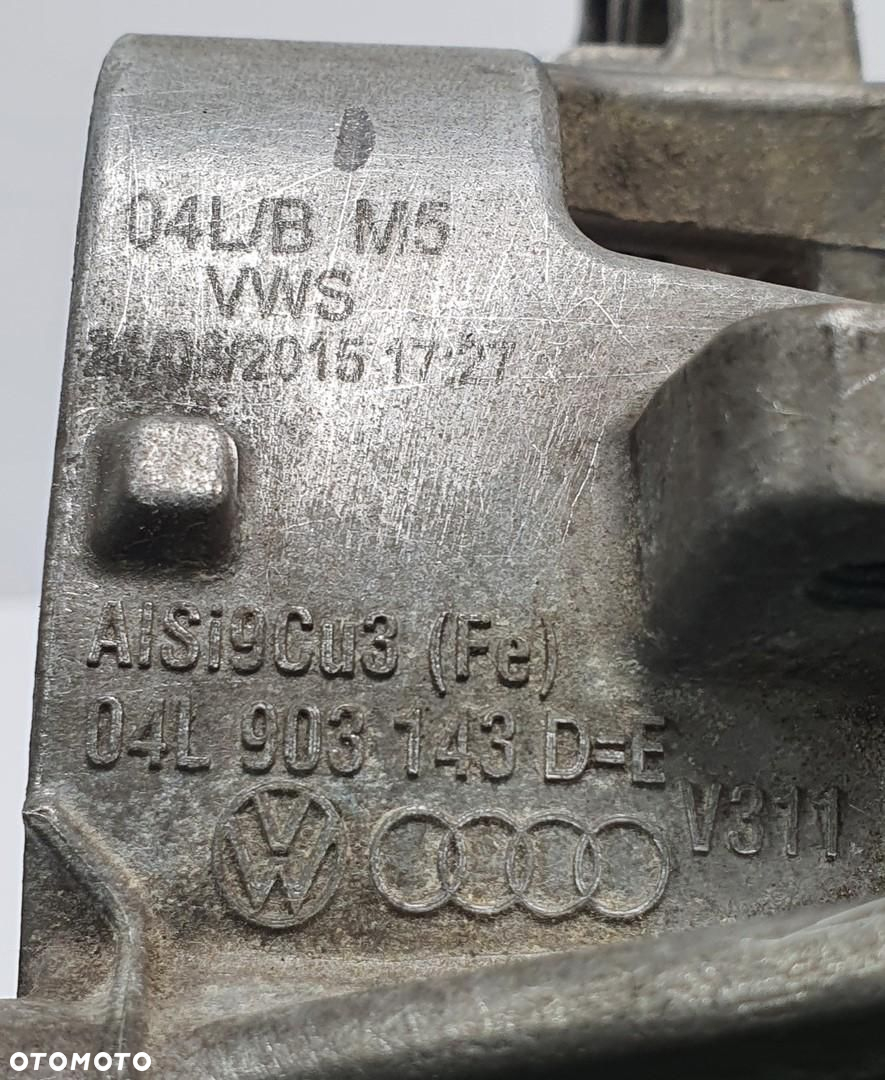 04L/B M5
VWS
2015 17:27
AlSi9Cu3 (Fe)
04L 903 143 D=E
V311
OTOMOTO